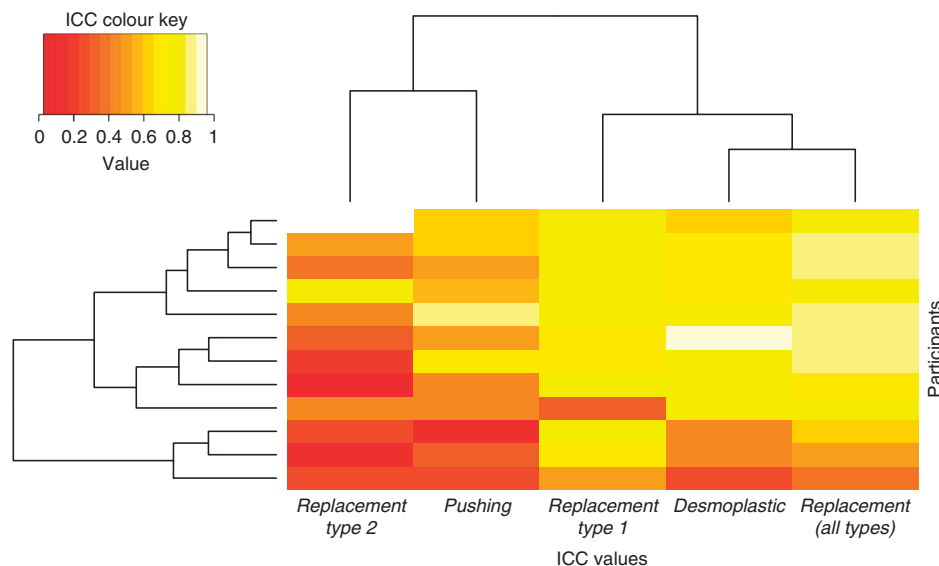 ICC colour key
0 0.2 0.4 0.6 0.8 1
Value
Participants
Replacement Pushing Replacement Desmoplastic Replacement
type 2 type 1 (all types)
ICC values